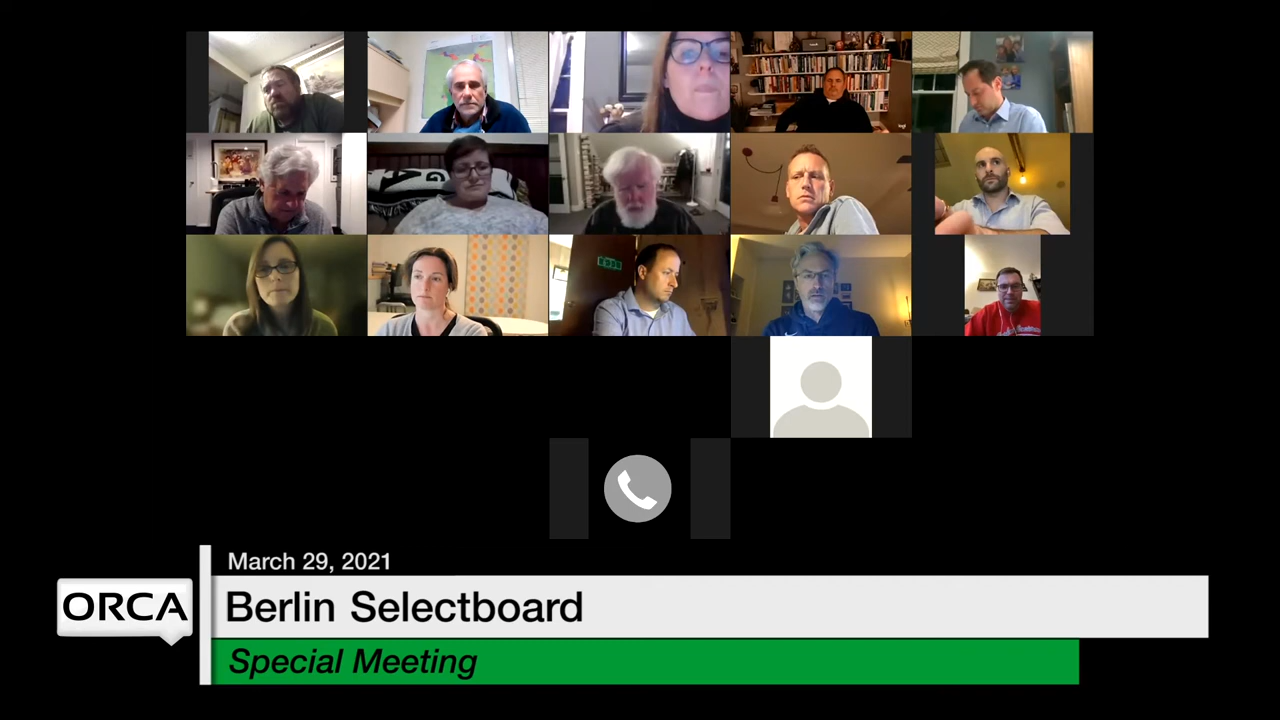 March 29, 2021
ORCA
Berlin Selectboard
Special Meeting